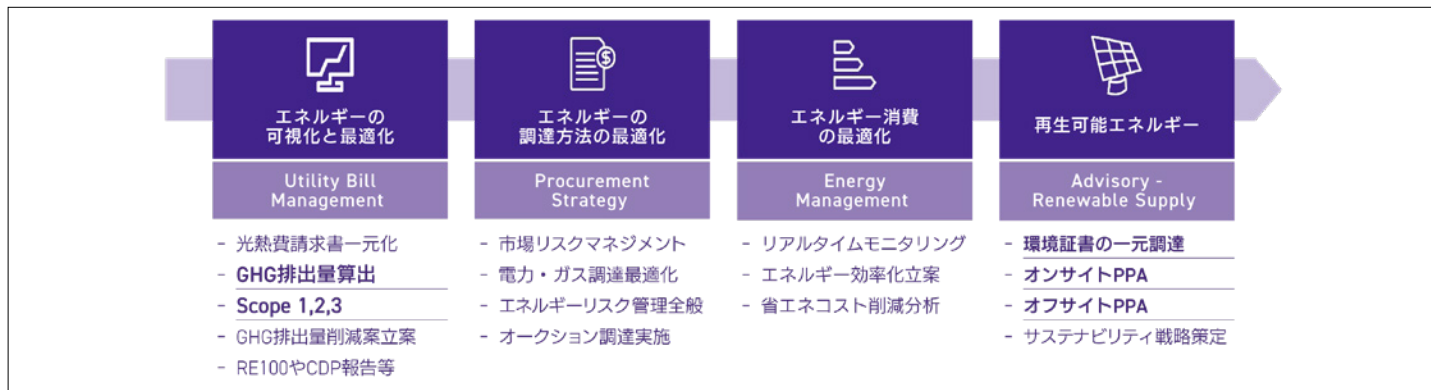 エネルギーの
可視化と最適化
Utility Bill
Management
- 光熱費請求書一元化
- GHG排出量算出
- Scope 1,2,3
- GHG排出量削減案立案
- RE100やCDP報告等
$
エネルギーの
調達方法の最適化
Procurement
Strategy
- 市場リスクマネジメント
- 電力・ガス調達最適化
- エネルギーリスク管理全般
- オークション調達実施
エネルギー消費
の最適化
Energy
Management
- リアルタイムモニタリング
- エネルギー効率化立案
- 省エネコスト削減分析
再生可能エネルギー
Advisory -
Renewable Supply
- 環境証書の一元調達
- オンサイトPPA
- オフサイトPPA
- サステナビリティ戦略策定